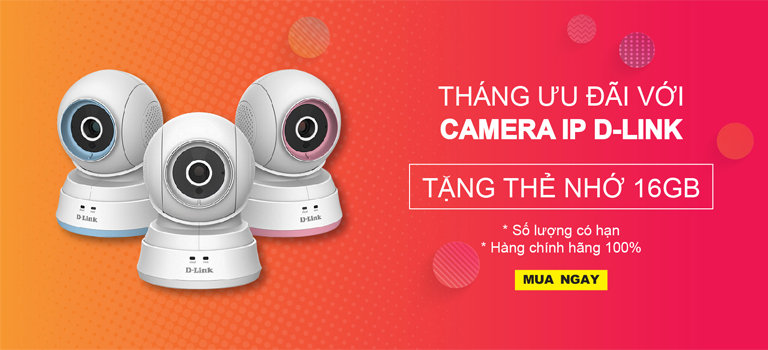 THÁNG ƯU ĐÃI VỚI
CAMERA IP D-LINK
TẶNG THẺ NHỚ 16GB
* Số lượng có hạn
* Hàng chính hãng 100%
MUA NGAY
D-Link
D-Link
D-Link